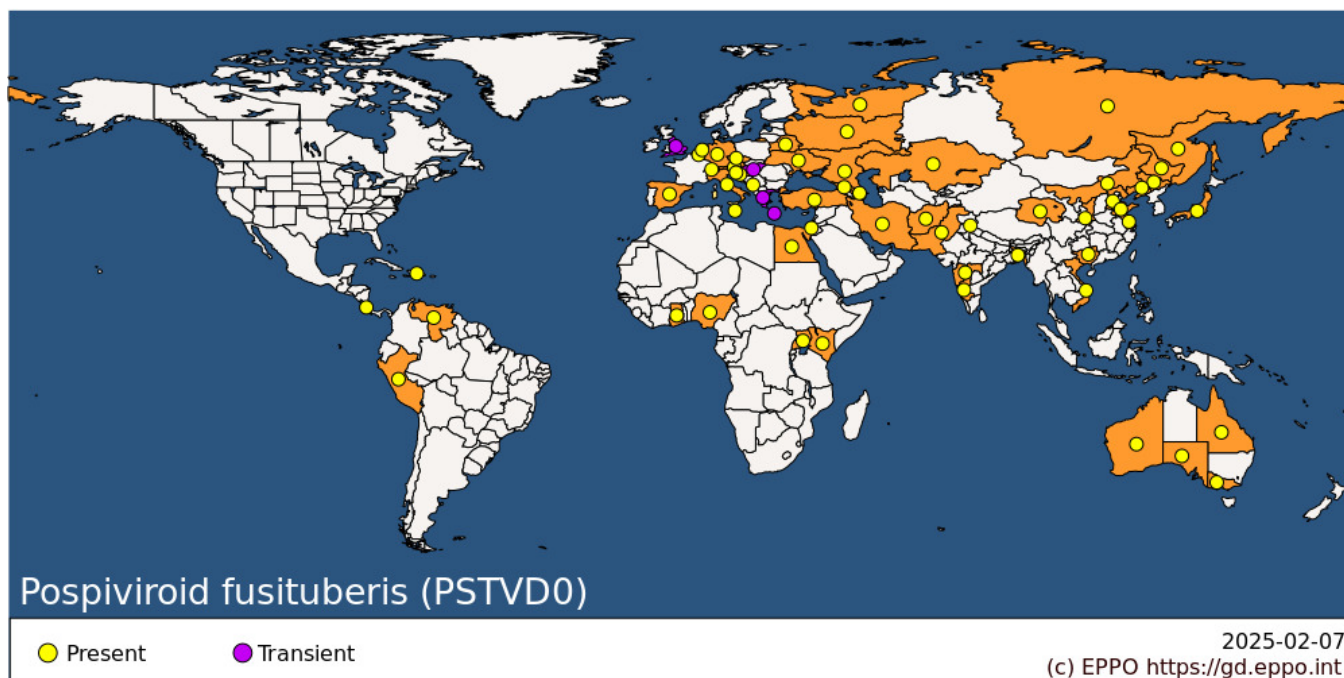 Pospiviroid fusituberis (PSTVD0)
Present
Transient
2025-02-07
(c) EPPO https://gd.eppo.int